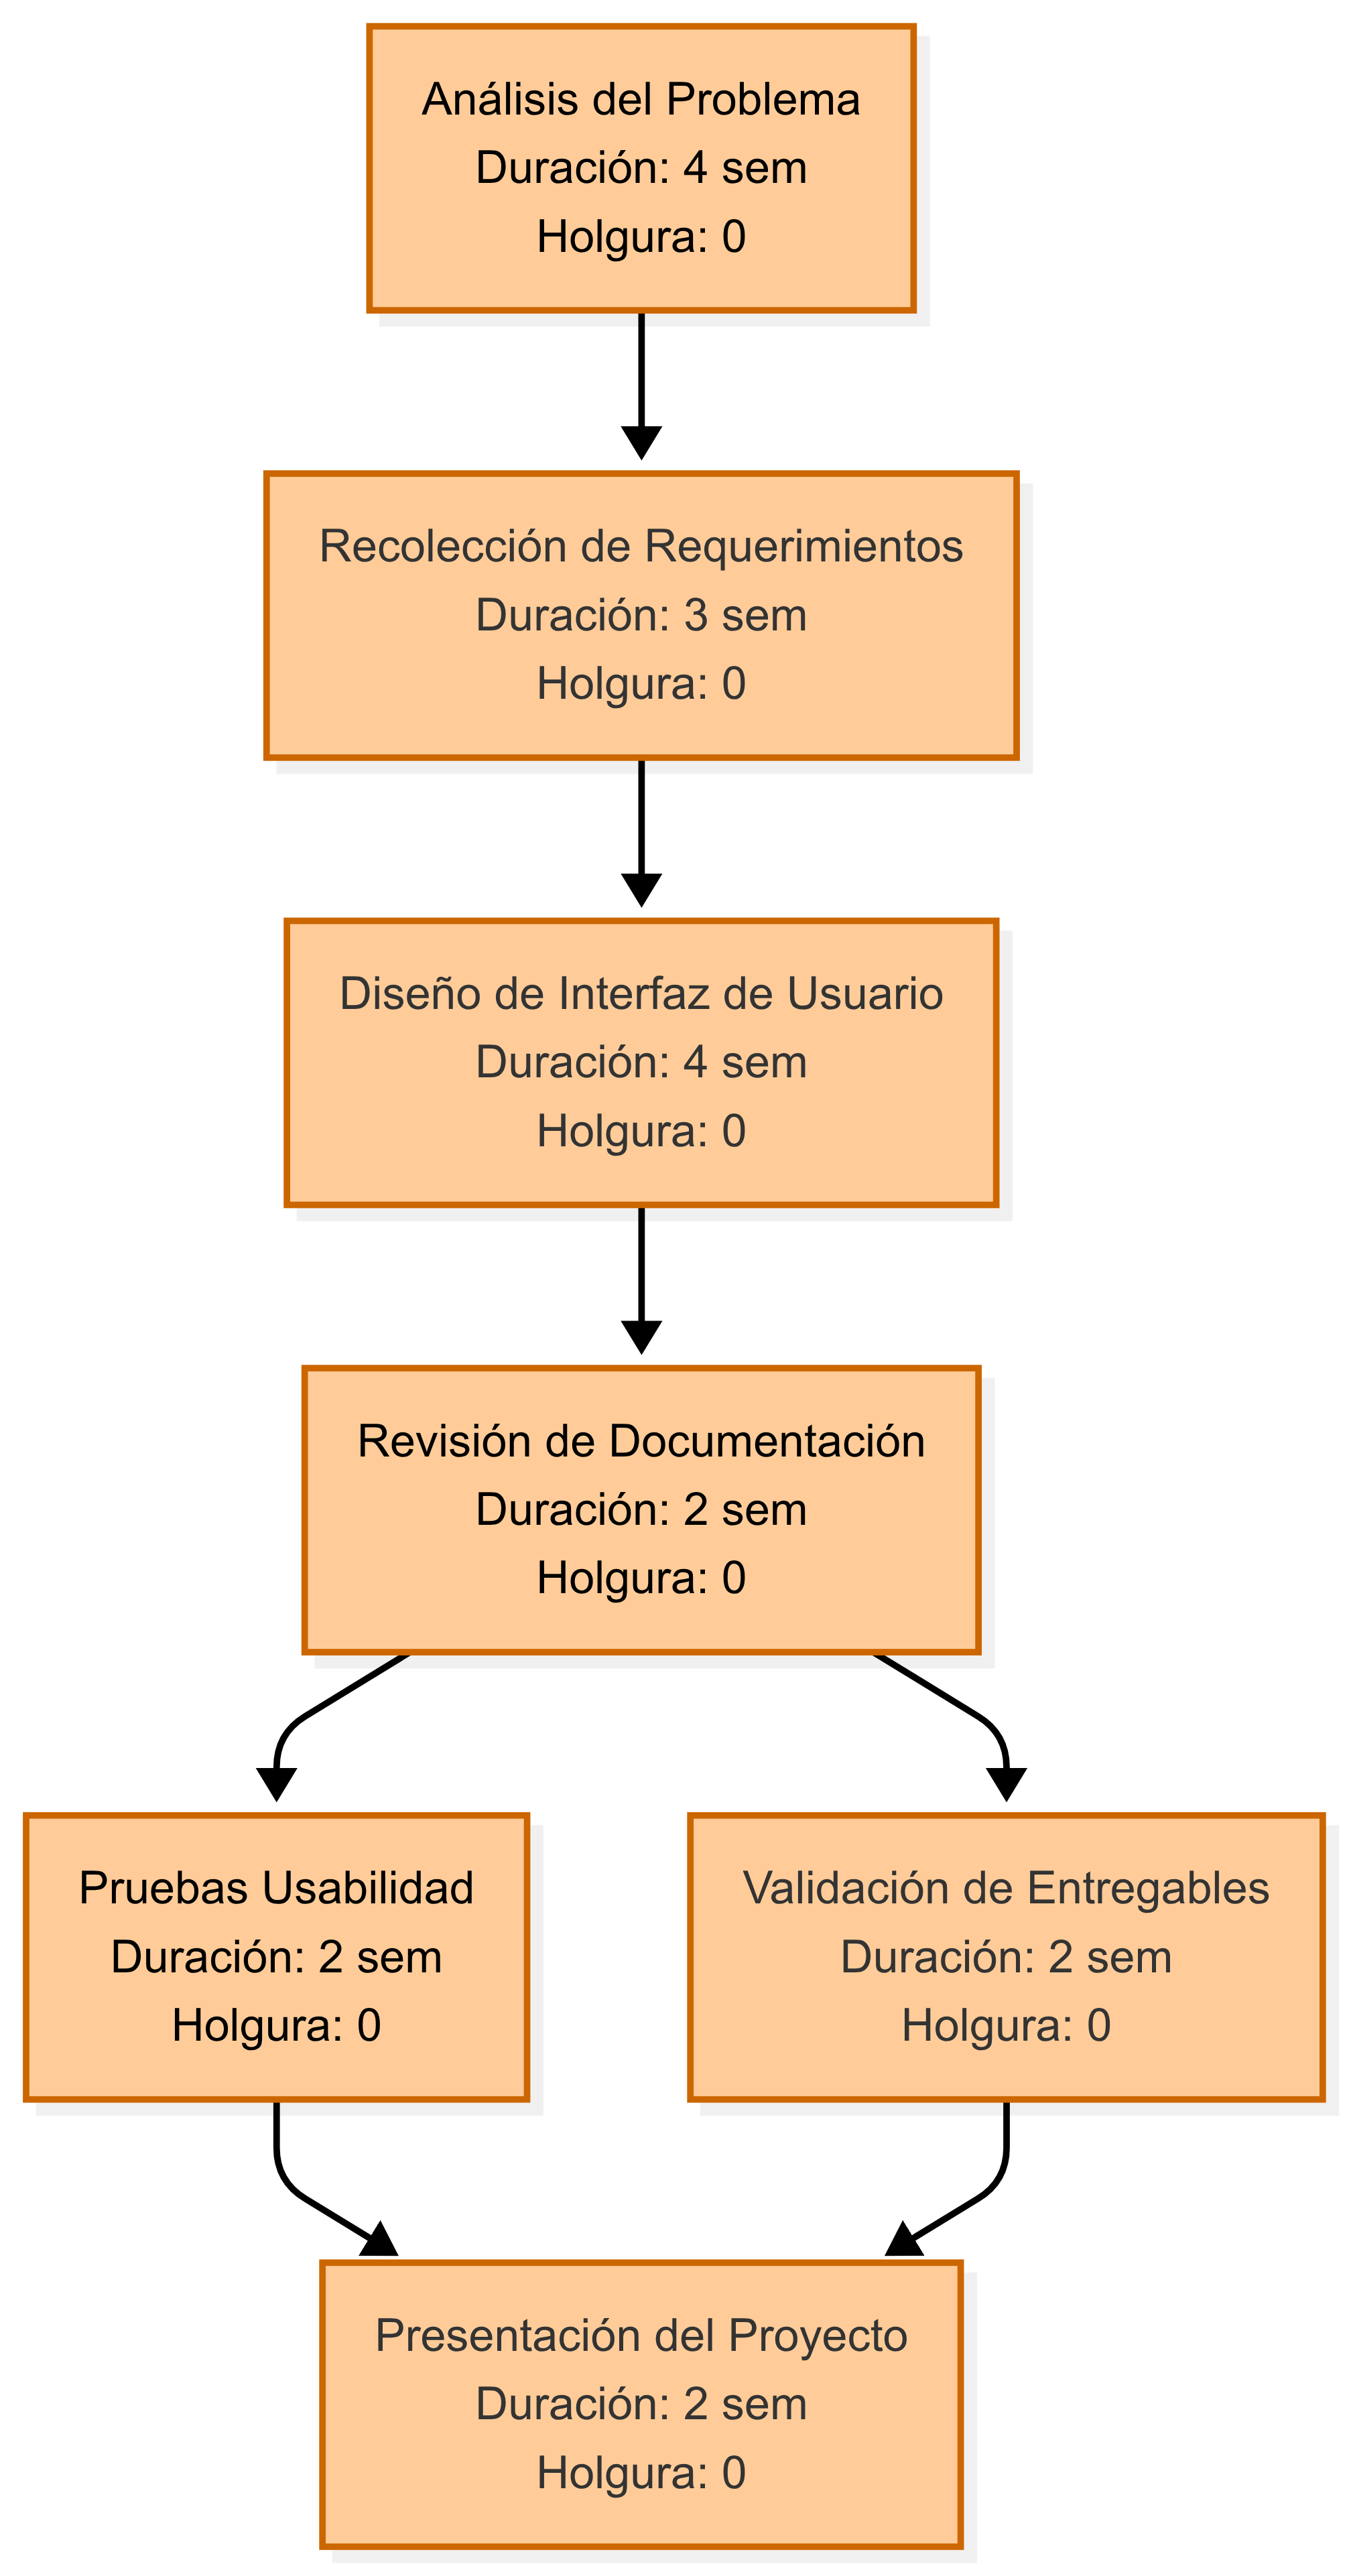 Análisis del Problema
Duración: 4 sem
Holgura: 0
Recolección de Requerimientos
Duración: 3 sem
Holgura: 0
Diseño de Interfaz de Usuario
Duración: 4 sem
Holgura: 0
Revisión de Documentación
Duración: 2 sem
Holgura: 0
Pruebas Usabilidad
Duración: 2 sem
Holgura: 0
Validación de Entregables
Duración: 2 sem
Holgura: 0
Presentación del Proyecto
Duración: 2 sem
Holgura: 0